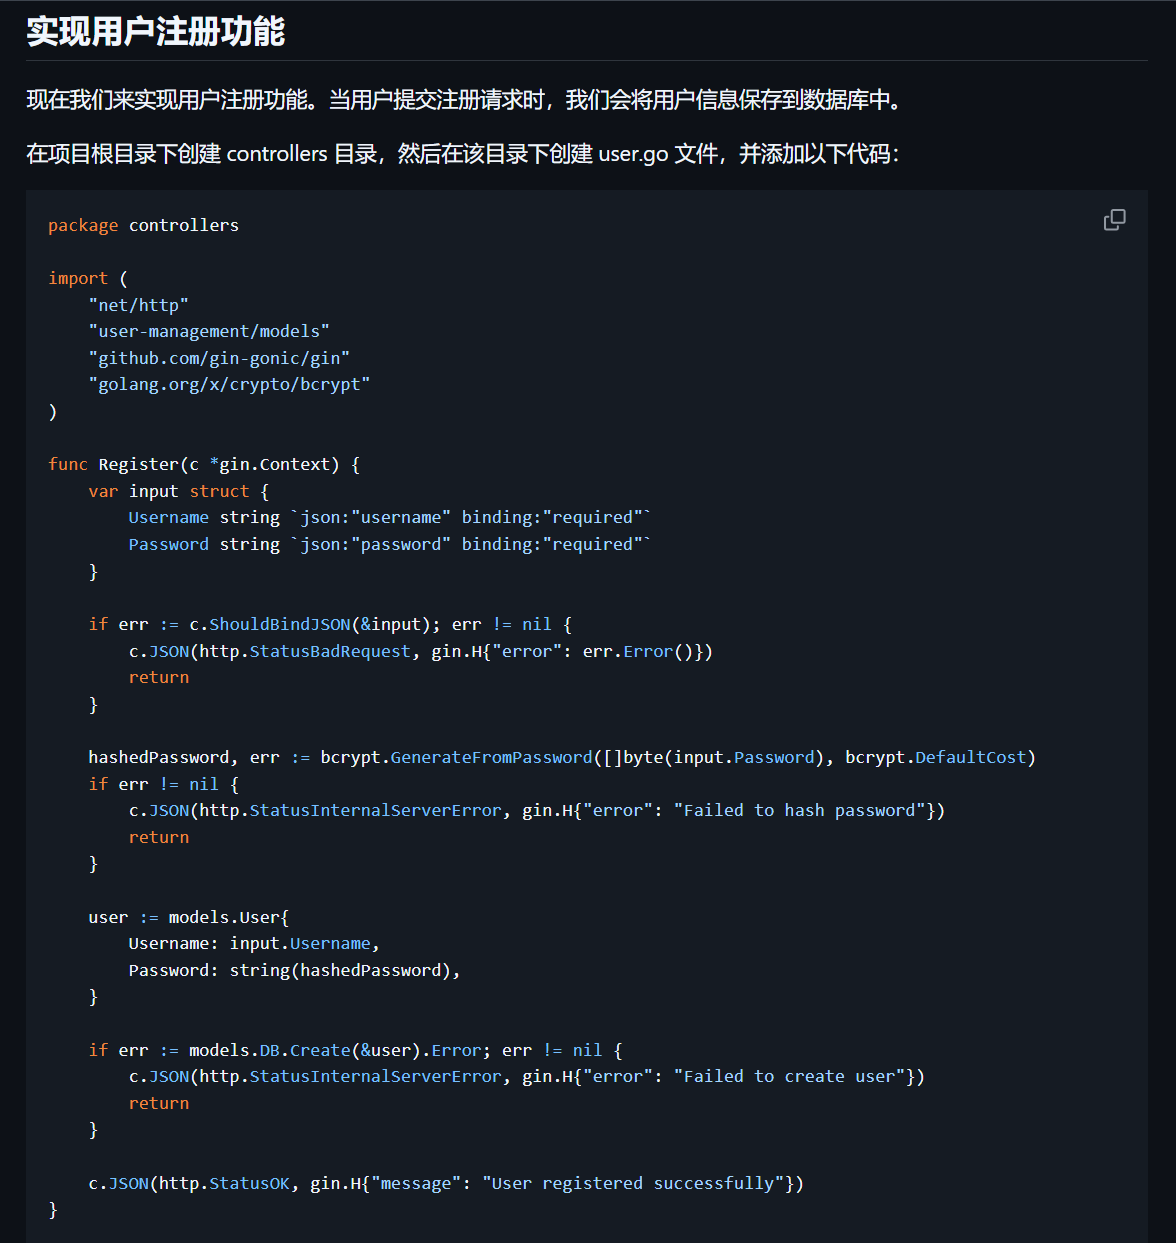 实现用户注册功能
现在我们来实现用户注册功能。当用户提交注册请求时，我们会将用户信息保存到数据库中。
在项目根目录下创建 controllers 目录，然后在该目录下创建 user.go 文件，并添加以下代码：
package controllers
import (
    "net/http"
    "user-management/models"
    "github.com/gin-gonic/gin"
    "golang.org/x/crypto/bcrypt"
)
func Register(c *gin.Context) {
    var input struct {
        Username string `json:"username" binding:"required"`
        Password string `json:"password" binding:"required"`
    }
    if err := c.ShouldBindJSON(&input); err != nil {
        c.JSON(http.StatusBadRequest, gin.H{"error": err.Error()})
        return
    }
    hashedPassword, err := bcrypt.GenerateFromPassword([]byte(input.Password), bcrypt.DefaultCost)
    if err != nil {
        c.JSON(http.StatusInternalServerError, gin.H{"error": "Failed to hash password"})
        return
    }
    user := models.User{
        Username: input.Username,
        Password: string(hashedPassword),
    }
    if err := models.DB.Create(&user).Error; err != nil {
        c.JSON(http.StatusInternalServerError, gin.H{"error": "Failed to create user"})
        return
    }
    c.JSON(http.StatusOK, gin.H{"message": "User registered successfully"})
}